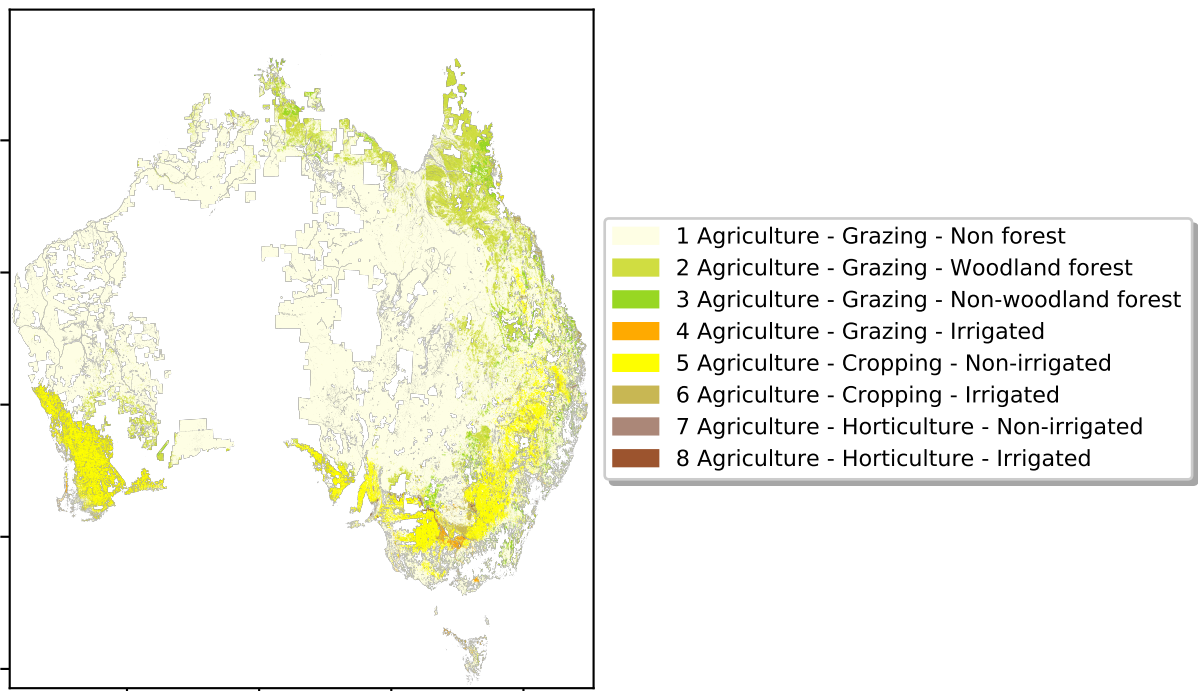 1 Agriculture - Grazing - Non forest
2 Agriculture - Grazing - Woodland forest
3 Agriculture - Grazing - Non-woodland forest
4 Agriculture - Grazing - Irrigated
5 Agriculture - Cropping - Non-irrigated
6 Agriculture - Cropping - Irrigated
7 Agriculture - Horticulture - Non-irrigated
8 Agriculture - Horticulture - Irrigated